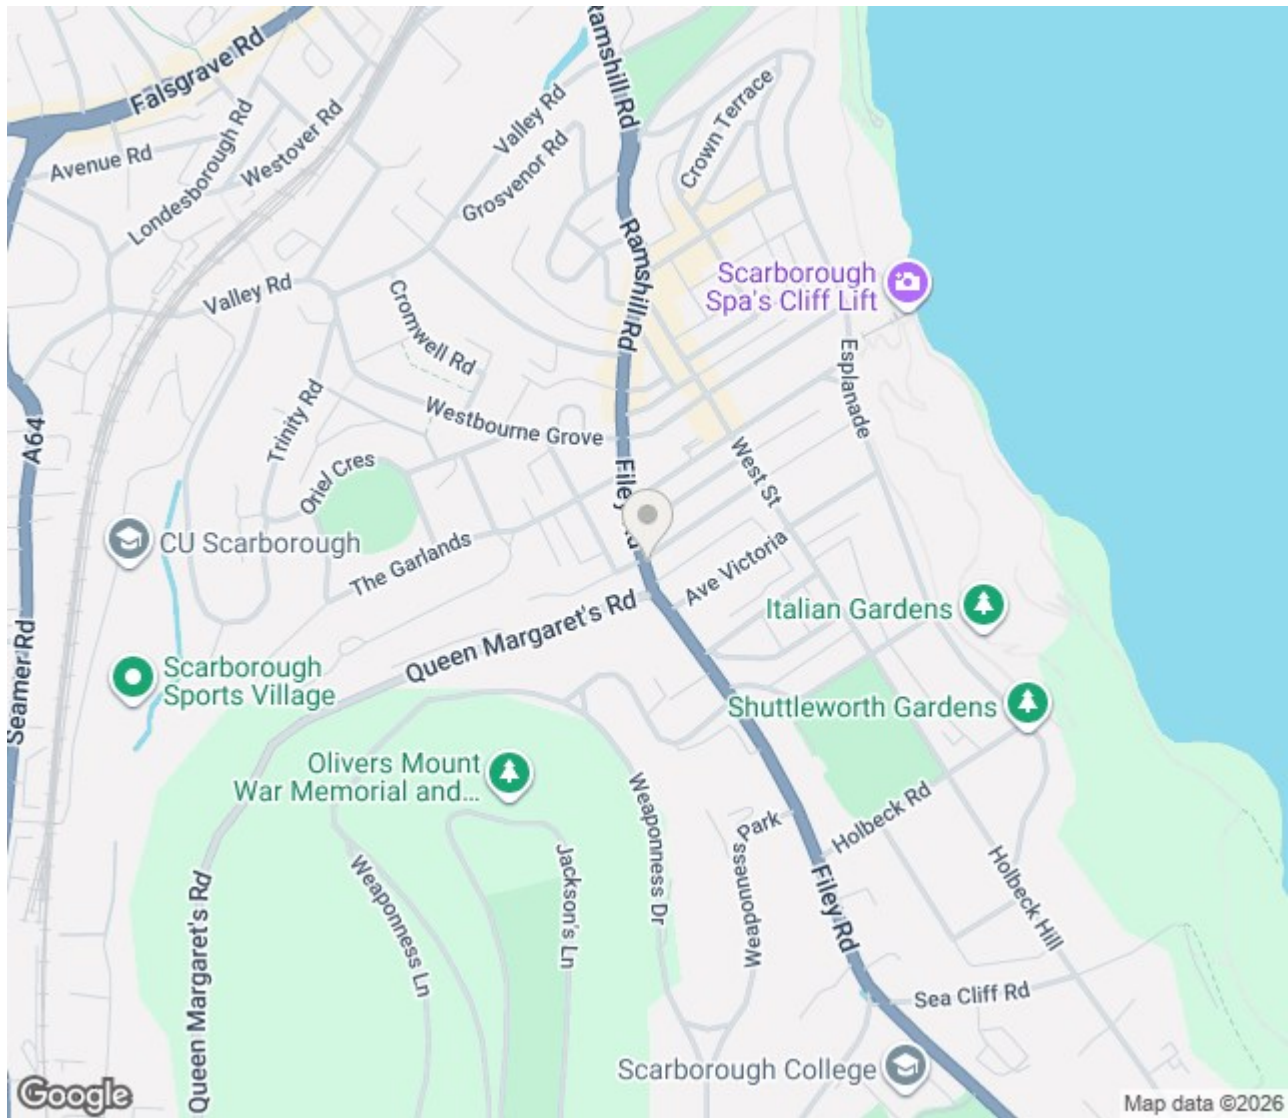 Ramshill Rd
Falsgrave Rd
Avenue Rd
Londesborough Rd
Westover Rd
Valley Rd
Grosvenor Rd
Crown Terrace
Ramshill Rd
Scarborough
Spa's Cliff Lift
Valley Rd
Cromwell Rd
Esplanade
Westbourne Grove
Trinity Rd
A64
West St
Oriel Cres
CU Scarborough
The Garlands
Ave Victoria
Italian Gardens
Queen Margaret's Rd
Scarborough
Sports Village
Seamer Rd
Shuttleworth Gardens
Olivers Mount
War Memorial and...
Weaponness Dr
Weaponness Park
Holbeck Rd
Jackson's Ln
Weaponness Ln
Queen Margaret's Rd
Filey Rd
Holbeck Hill
Sea Cliff Rd
Scarborough College
Google
Map data ©2026